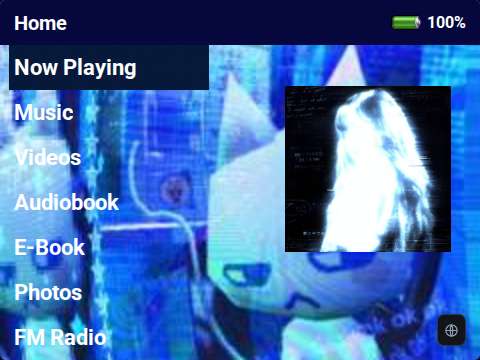 Home
100%
Now Playing
Music
Videos
Audiobook
E-Book
Photos
FM Radio